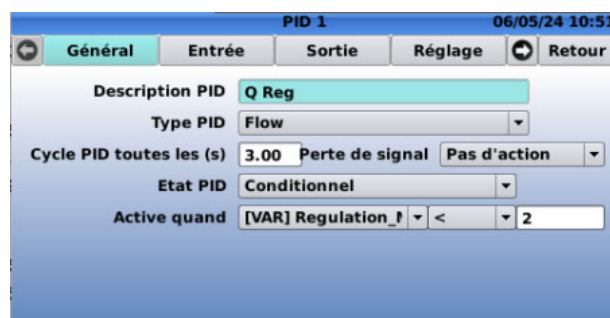 PID 1 06/05/24 10:51
Général Entrée Sortie Réglage Retour
Description PID Q Reg
Type PID Flow
Cycle PID toutes les (s) 3.00 Perte de signal Pas d'action
Etat PID Conditionnel
Active quand [VAR] Regulation_ < 2